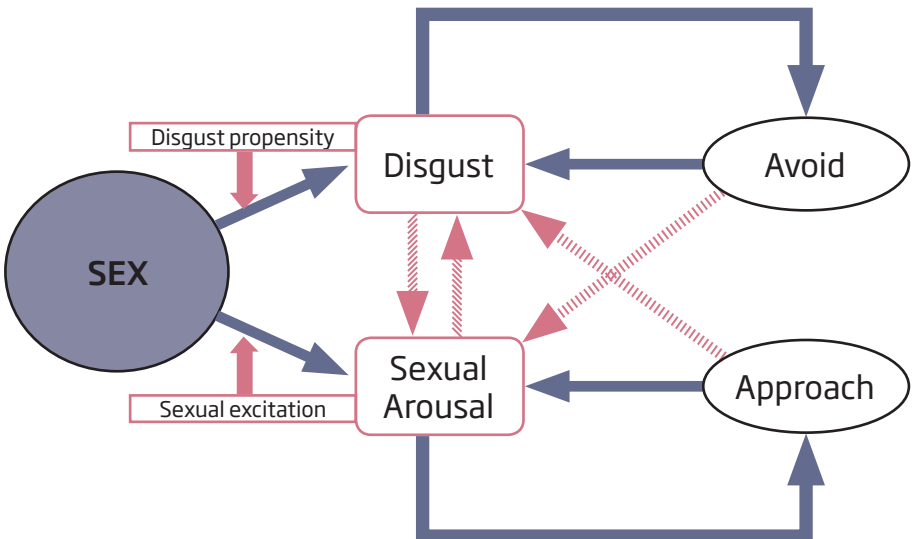 Disgust propensity
Disgust
Avoid
SEX
Sexual
Arousal
Approach
Sexual excitation